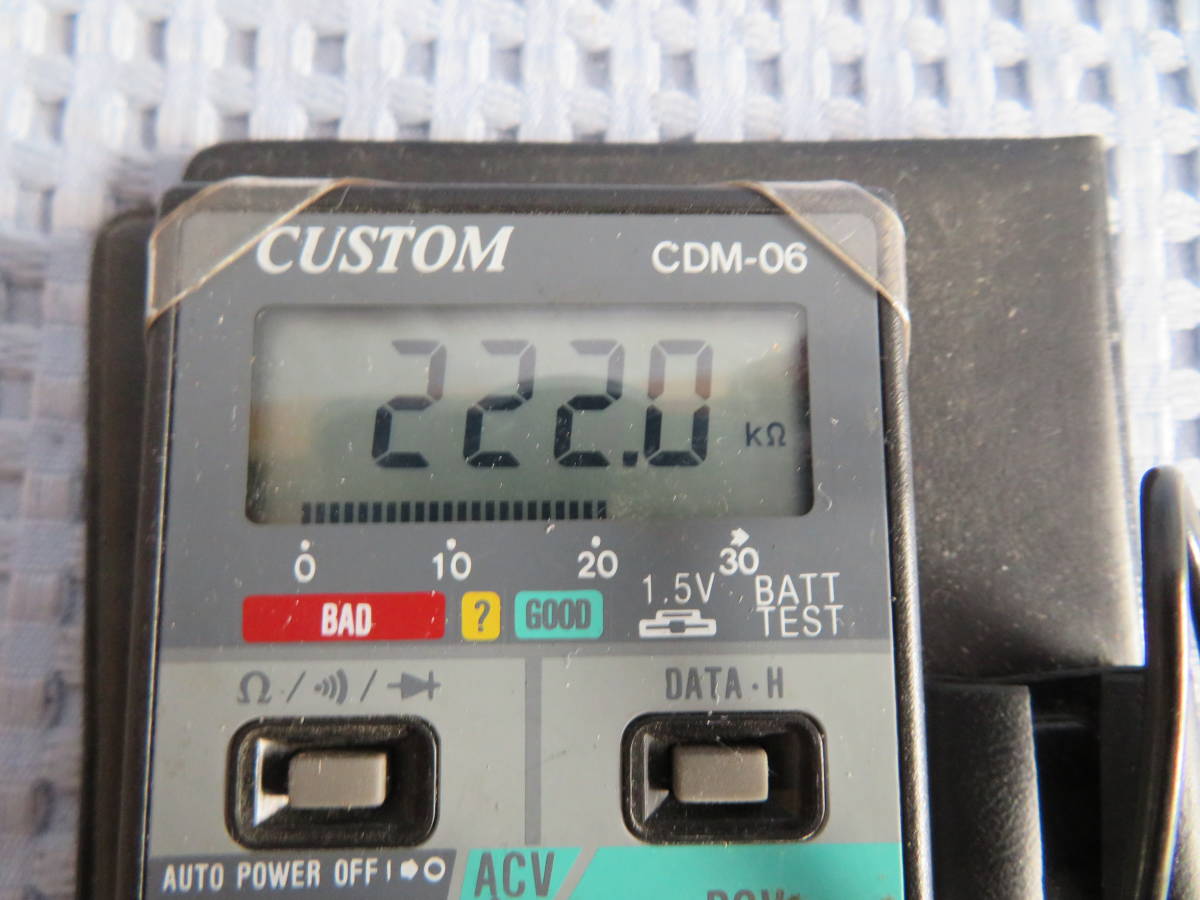 CUSTOM CDM-06
222.0 kΩ
0 10 20 30
BAD ? GOOD 1.5V BATT TEST
Ω / / DATA·H
AUTO POWER OFF ACV